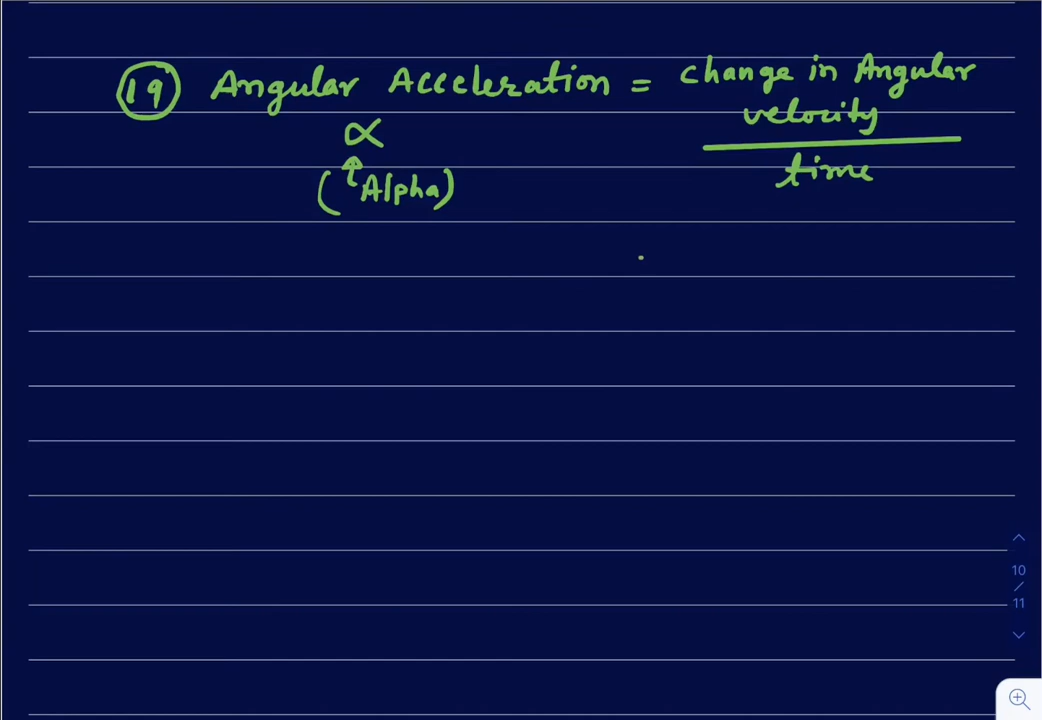 19 Angular Acceleration = change in Angular
velocity
∝
time
(↑Alpha)
10
/
11